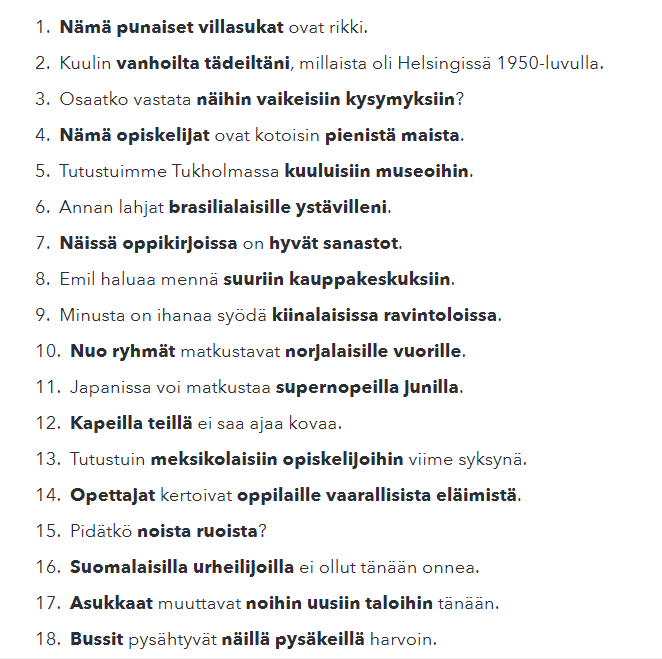 1. Nämä punaiset villasukat ovat rikki.
2. Kuulin vanhoilta tädeiltäni, millaista oli Helsingissä 1950-luvulla.
3. Osaatko vastata näihin vaikeisiin kysymyksiin?
4. Nämä opiskelijat ovat kotoisin pienistä maista.
5. Tutustuimme Tukholmassa kuuluisiin museoihin.
6. Annan lahjat brasilialaisille ystävilleni.
7. Näissä oppikirjoissa on hyvät sanastot.
8. Emil haluaa mennä suuriin kauppakeskuksiin.
9. Minusta on ihanaa syödä kiinalaisissa ravintoloissa.
10. Nuo ryhmät matkustavat norjalaisille vuorille.
11. Japanissa voi matkustaa supernopeilla junilla.
12. Kapeilla teillä ei saa ajaa kovaa.
13. Tutustuin meksikolaisiin opiskelijoihin viime syksynä.
14. Opettajat kertoivat oppilaille vaarallisista eläimistä.
15. Pidätkö noista ruoista?
16. Suomalaisilla urheilijoilla ei ollut tänään onnea.
17. Asukkaat muuttavat noihin uusiin taloihin tänään.
18. Bussit pysähtyvät näillä pysäkeillä harvoin.